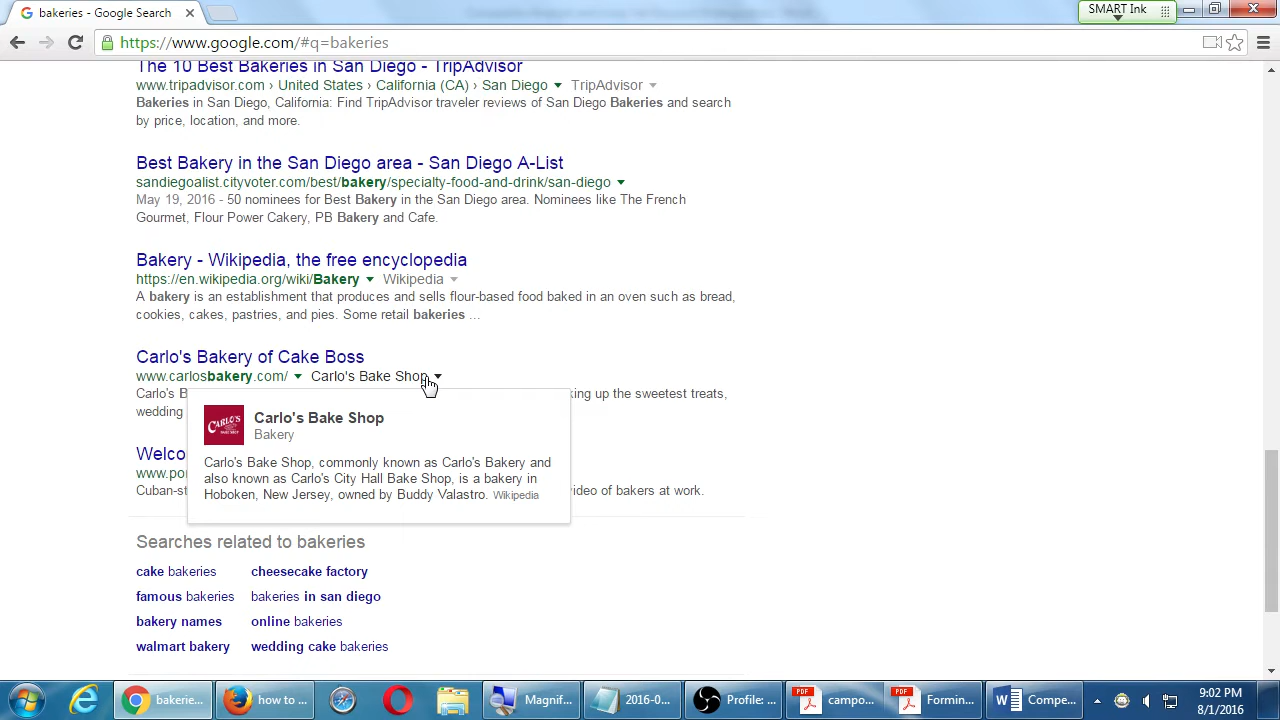 bakeries - Google Search
SMART Ink
https://www.google.com/#q=bakeries
The 10 Best Bakeries in San Diego - TripAdvisor
www.tripadvisor.com › United States › California (CA) › San Diego TripAdvisor
Bakeries in San Diego, California: Find TripAdvisor traveler reviews of San Diego Bakeries and search
by price, location, and more.
Best Bakery in the San Diego area - San Diego A-List
sandiegoalist.cityvoter.com/best/bakery/specialty-food-and-drink/san-diego
May 19, 2016 - 50 nominees for Best Bakery in the San Diego area. Nominees like The French
Gourmet, Flour Power Cakery, PB Bakery and Cafe.
Bakery - Wikipedia, the free encyclopedia
https://en.wikipedia.org/wiki/Bakery Wikipedia
A bakery is an establishment that produces and sells flour-based food baked in an oven such as bread,
cookies, cakes, pastries, and pies. Some retail bakeries ...
Carlo's Bakery of Cake Boss
www.carlosbakery.com/ Carlo's Bake Shop
Carlo's B king up the sweetest treats,
wedding
Carlo's Bake Shop
Bakery
Carlo's Bake Shop, commonly known as Carlo's Bakery and
also known as Carlo's City Hall Bake Shop, is a bakery in
Hoboken, New Jersey, owned by Buddy Valastro. Wikipedia
Welco
www.por
Cuban-st ideo of bakers at work.
Searches related to bakeries
cake bakeries cheesecake factory
famous bakeries bakeries in san diego
bakery names online bakeries
walmart bakery wedding cake bakeries
bakerie... how to ... Magnif... 2016-0... Profile: ... campo... Formin... Compe...
9:02 PM
8/1/2016